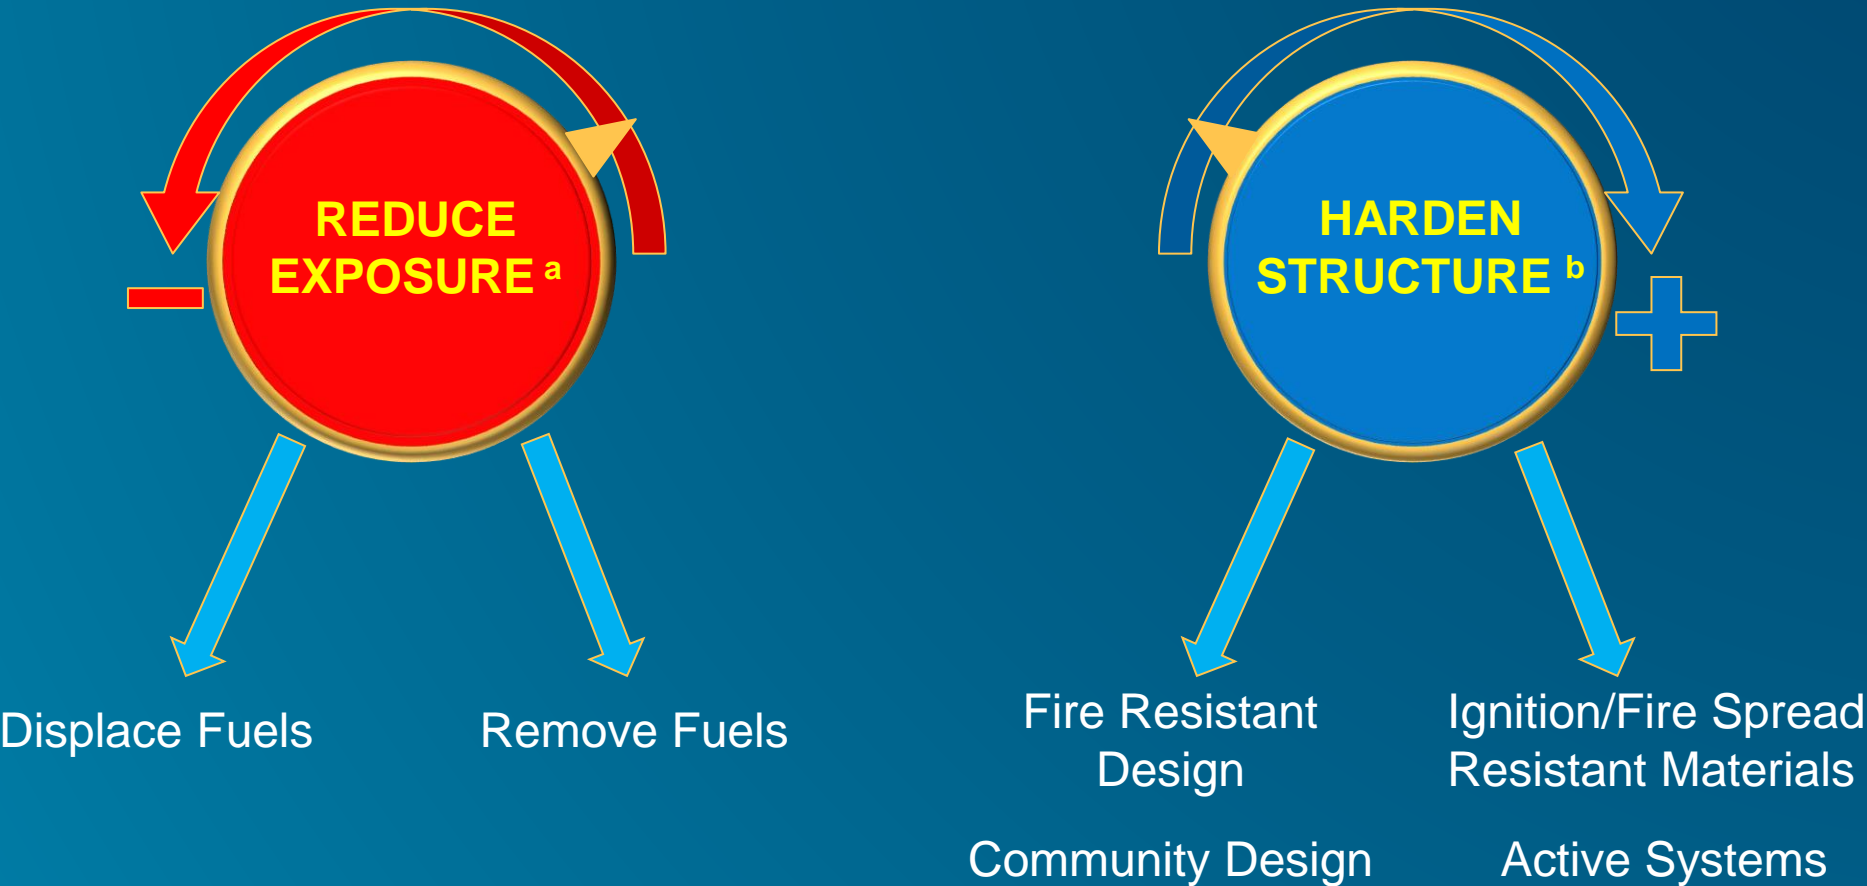 REDUCE
EXPOSURE a
HARDEN
STRUCTURE b
Displace Fuels
Remove Fuels
Fire Resistant
Design
Ignition/Fire Spread
Resistant Materials
Community Design
Active Systems